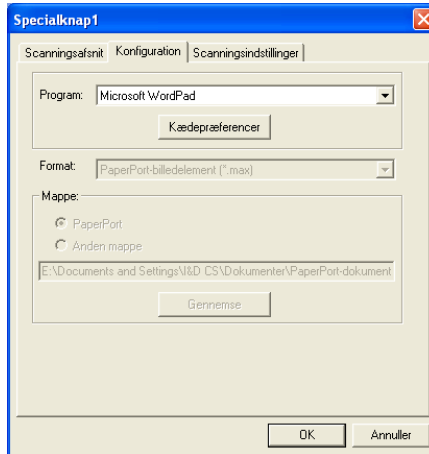 Specialknap1
Scanningsafsnit Konfiguration Scanningsindstillinger
Program: Microsoft WordPad
Kædepræferencer
Format: PaperPort-billedelement (*.max)
Mappe:
PaperPort
Anden mappe
E:\Documents and Settings\I&D CS\Dokumenter\PaperPort-dokument
Gennemse
OK Annuller